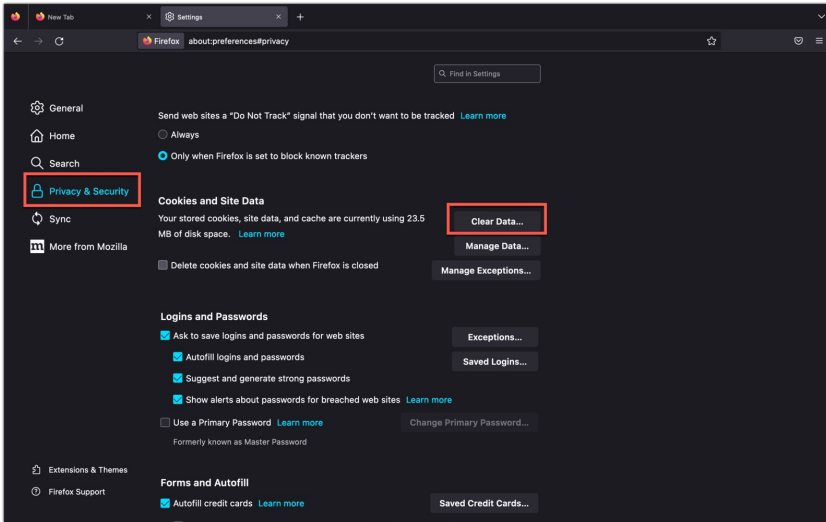 New Tab
Settings
Firefox about:preferences#privacy
Find in Settings
General
Home
Search
Privacy & Security
Sync
More from Mozilla
Extensions & Themes
Firefox Support
Send web sites a “Do Not Track” signal that you don’t want to be tracked Learn more
Always
Only when Firefox is set to block known trackers
Cookies and Site Data
Your stored cookies, site data, and cache are currently using 23.5
MB of disk space. Learn more
Clear Data...
Manage Data...
Delete cookies and site data when Firefox is closed
Manage Exceptions...
Logins and Passwords
Ask to save logins and passwords for web sites
Exceptions...
Autofill logins and passwords
Saved Logins...
Suggest and generate strong passwords
Show alerts about passwords for breached web sites Learn more
Use a Primary Password Learn more
Change Primary Password...
Formerly known as Master Password
Forms and Autofill
Autofill credit cards Learn more
Saved Credit Cards...